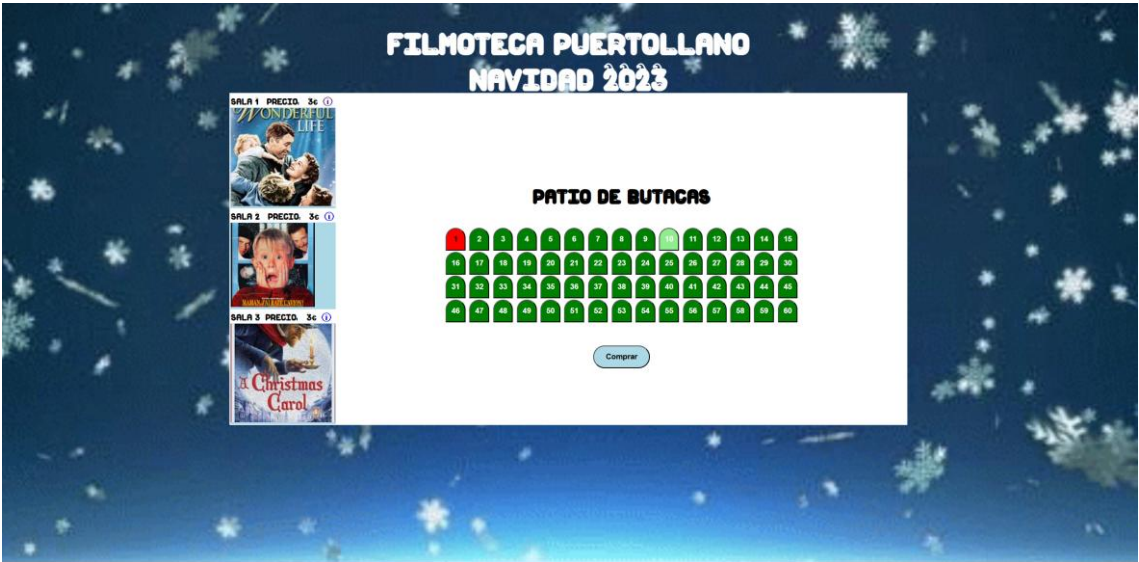 FILMOTECA PUERTOLLANO
NAVIDAD 2023
SALA 1 PRECIO. 3€ i
WONDERFUL
LIFE
SALA 2 PRECIO. 3€ i
SALA 3 PRECIO. 3€ i
A Christmas
Carol
PATIO DE BUTACAS
1 2 3 4 5 6 7 8 9 10 11 12 13 14 15
16 17 18 19 20 21 22 23 24 25 26 27 28 29 30
31 32 33 34 35 36 37 38 39 40 41 42 43 44 45
46 47 48 49 50 51 52 53 54 55 56 57 58 59 60
Comprar